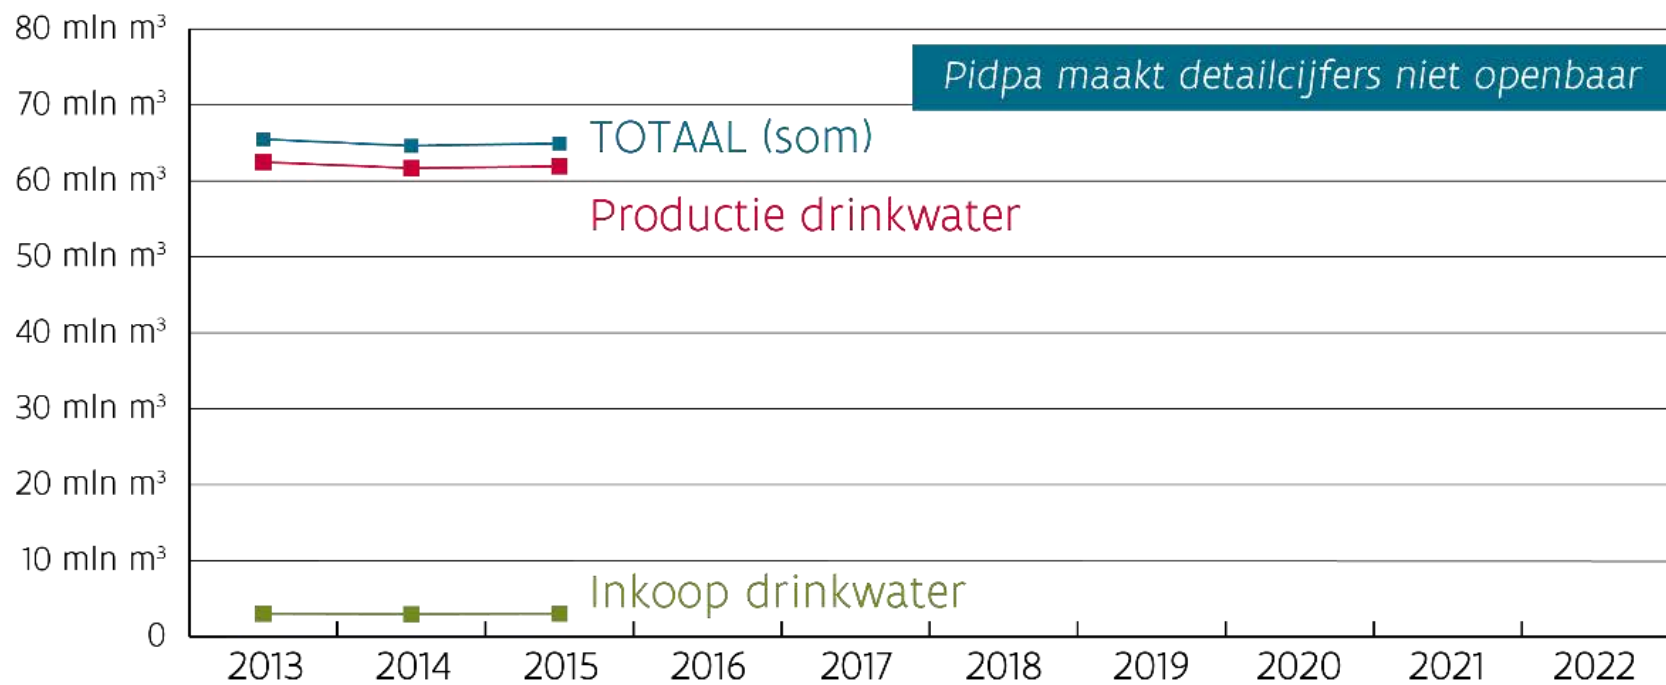 80 mln m³
Pidpa maakt detailcijfers niet openbaar
70 mln m³
TOTAAL (som)
60 mln m³
Productie drinkwater
50 mln m³
40 mln m³
30 mln m³
20 mln m³
10 mln m³
Inkoop drinkwater
0
2013 2014 2015 2016 2017 2018 2019 2020 2021 2022